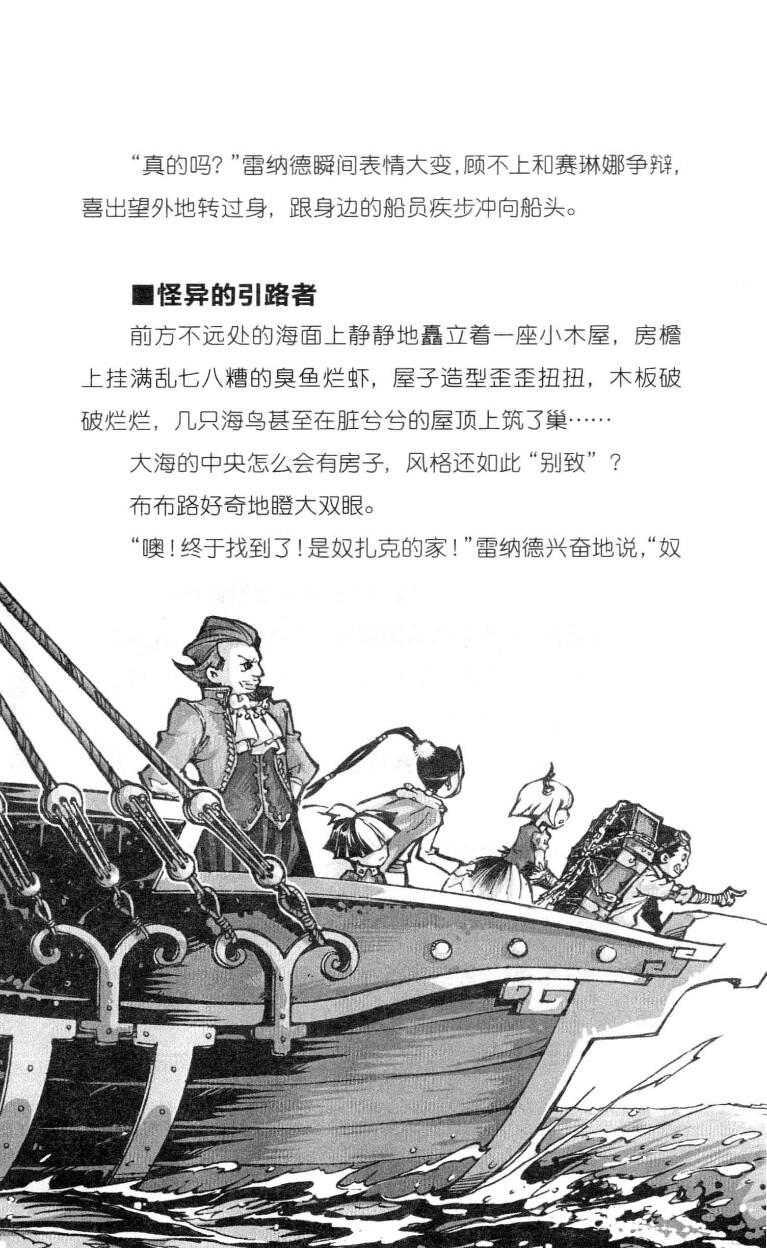 “真的吗？”雷纳德瞬间表情大变，顾不上和赛琳娜争辩，
喜出望外地转过身，跟身边的船员疾步冲向船头。
■怪异的引路者
前方不远处的海面上静静地矗立着一座小木屋，房檐
上挂满乱七八糟的臭鱼烂虾，屋子造型歪歪扭扭，木板破
破烂烂，几只海鸟甚至在脏兮兮的屋顶上筑了巢……
大海的中央怎么会有房子，风格还如此“别致”？
布布路好奇地瞪大双眼。
“噢！终于找到了！是奴扎克的家！”雷纳德兴奋地说，“奴